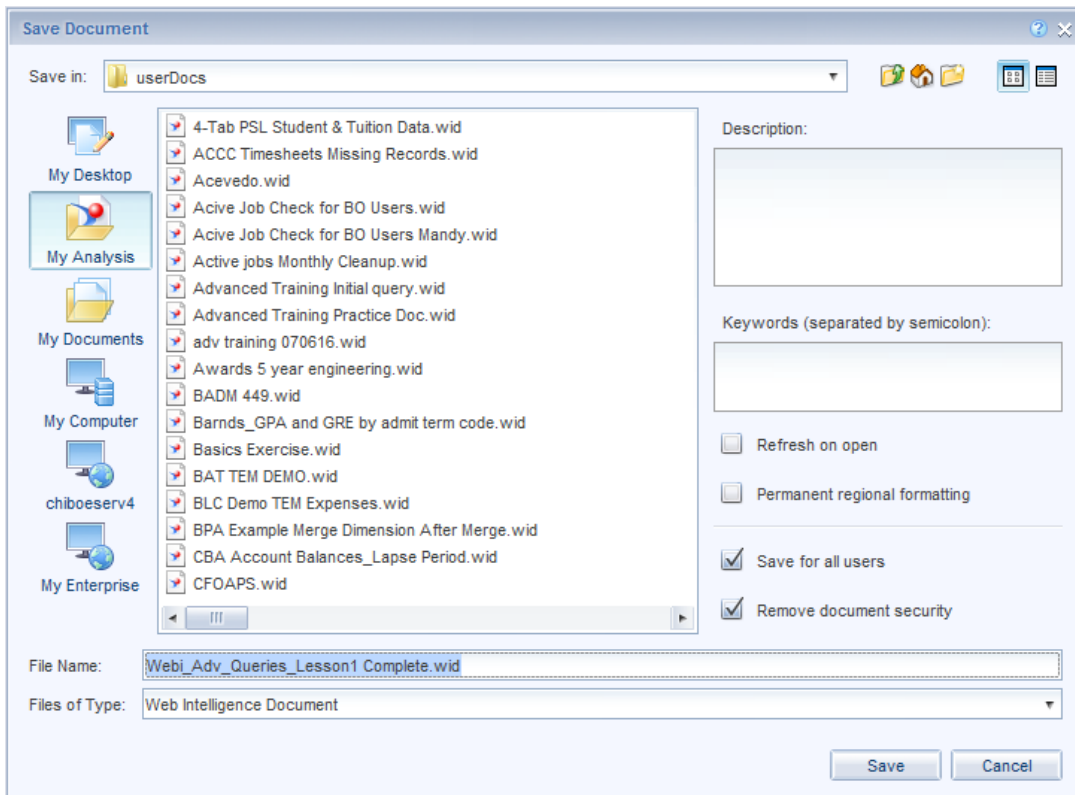 Save Document
Save in: userDocs
My Desktop
My Analysis
My Documents
My Computer
chiboeserv4
My Enterprise
4-Tab PSL Student & Tuition Data.wid
ACCC Timesheets Missing Records.wid
Acevedo.wid
Acive Job Check for BO Users.wid
Acive Job Check for BO Users Mandy.wid
Active jobs Monthly Cleanup.wid
Advanced Training Initial query.wid
Advanced Training Practice Doc.wid
adv training 070616.wid
Awards 5 year engineering.wid
BADM 449.wid
Barnds_GPA and GRE by admit term code.wid
Basics Exercise.wid
BAT TEM DEMO.wid
BLC Demo TEM Expenses.wid
BPA Example Merge Dimension After Merge.wid
CBA Account Balances_Lapse Period.wid
CFOAPS.wid
Description:
Keywords (separated by semicolon):
Refresh on open
Permanent regional formatting
Save for all users
Remove document security
File Name: Webi_Adv_Queries_Lesson1 Complete.wid
Files of Type: Web Intelligence Document
Save Cancel